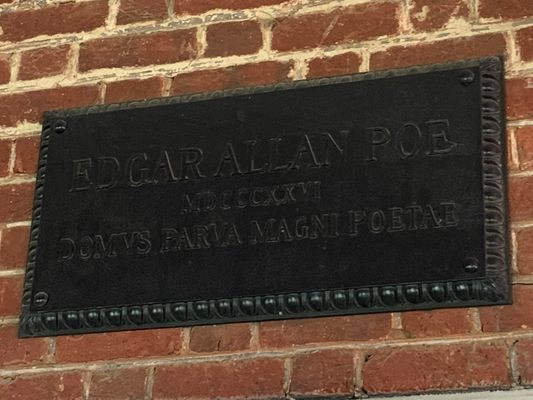 EDGAR ALLAN POE
MDCCCXXVI
DOMVS PARVA MAGNI POETAE